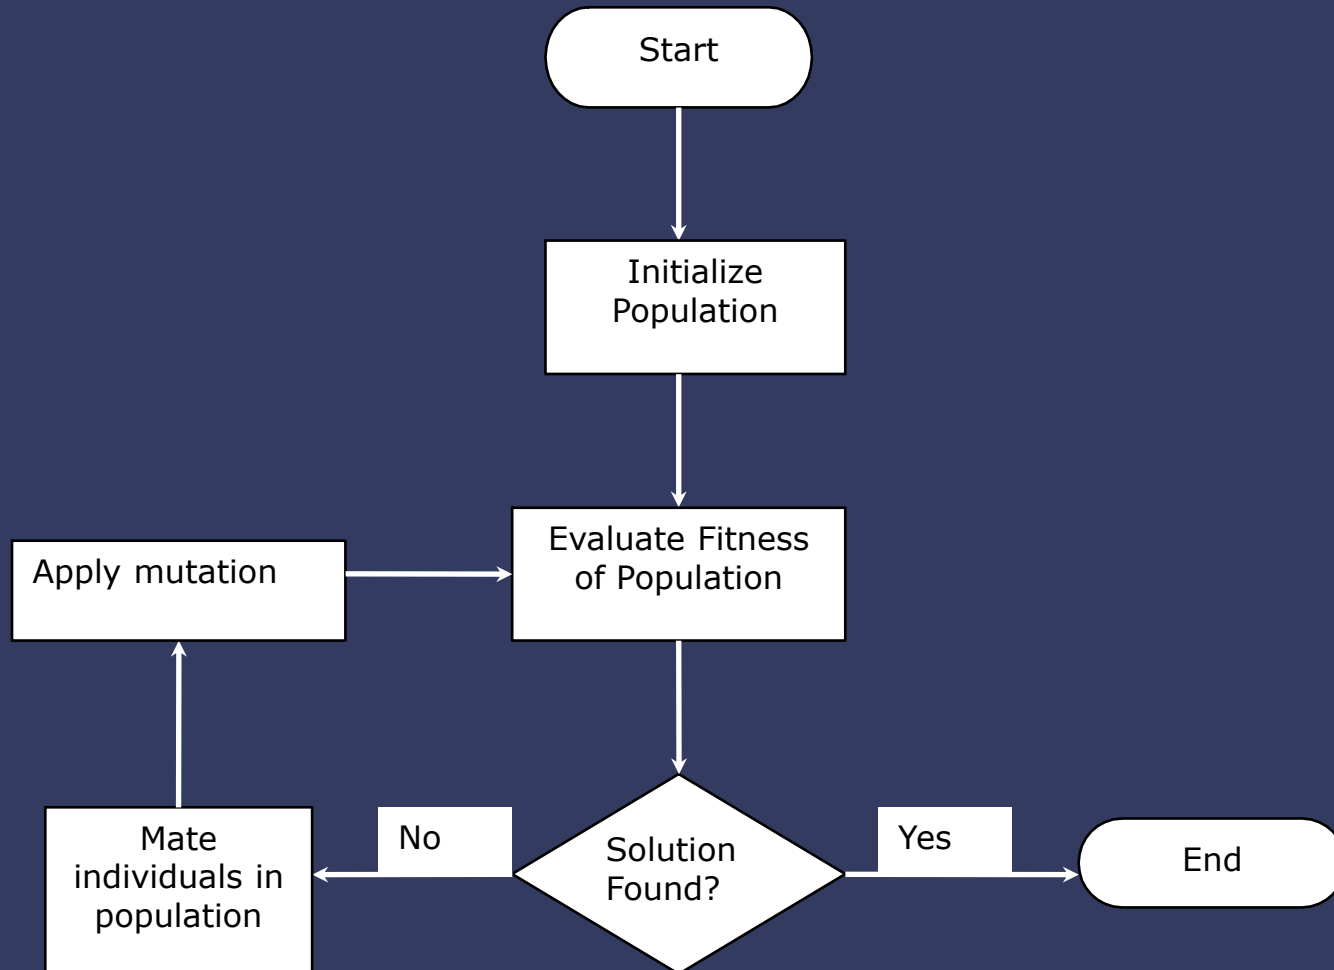 Start
Initialize
Population
Evaluate Fitness
of Population
Apply mutation
Mate
individuals in
population
No
Solution
Found?
Yes
End